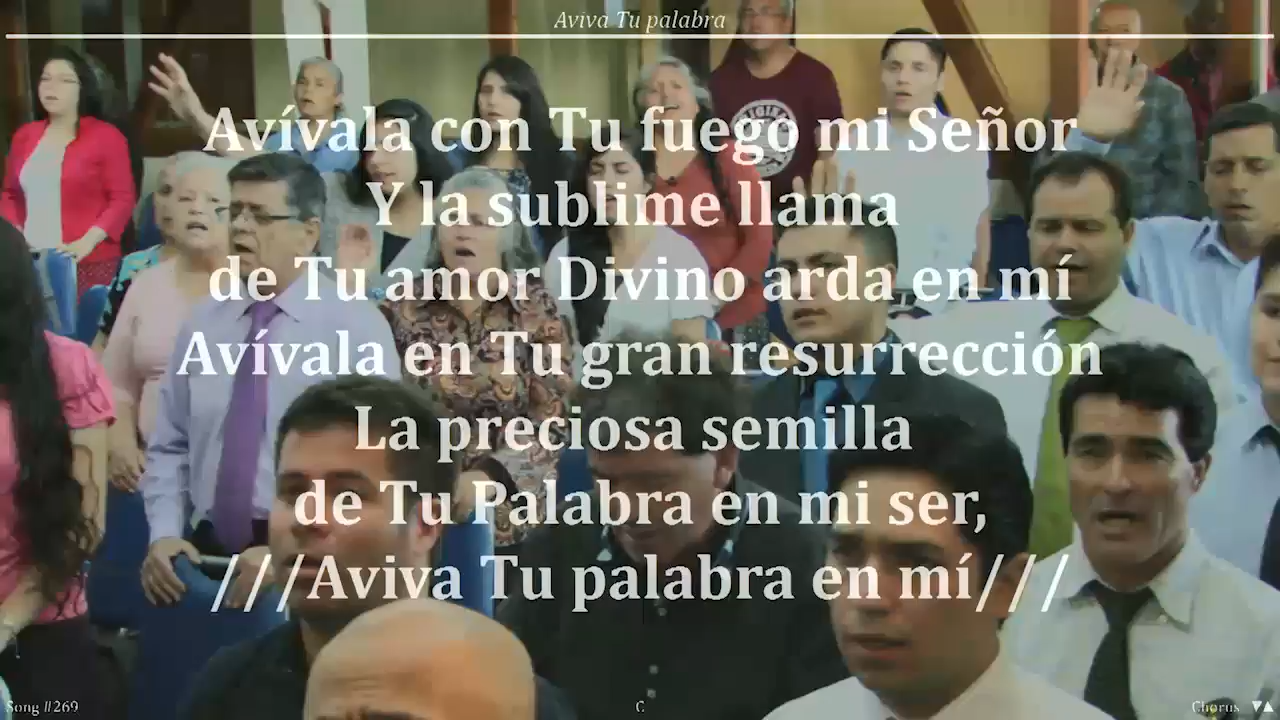 Aviva Tu palabra
Avívala con Tu fuego mi Señor
Y la sublime llama
de Tu amor Divino arda en mí
Avívala en Tu gran resurrección
La preciosa semilla
de Tu Palabra en mi ser,
///Aviva Tu palabra en mí///
Song #269
C
Chorus ▼▲